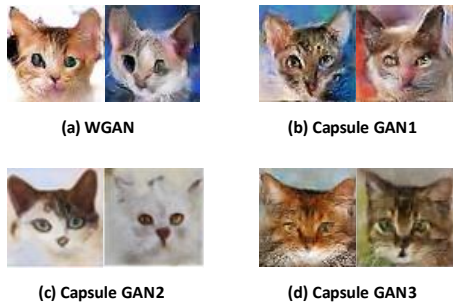 (a) WGAN
(b) Capsule GAN1
(c) Capsule GAN2
(d) Capsule GAN3